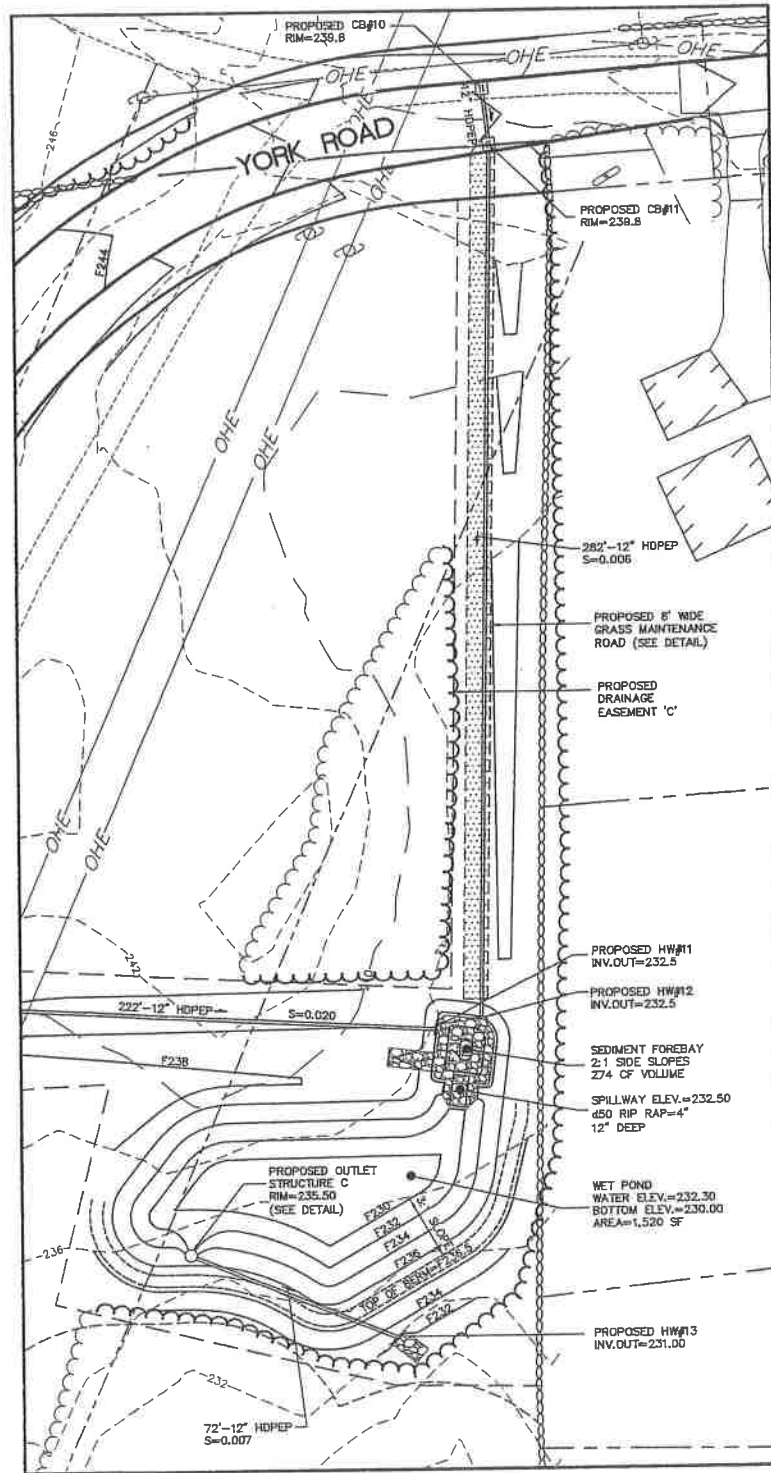 PROPOSED CB#10
RIM=239.8
OHE
OHE
OHE
OHE
12" HDPEP
246
YORK ROAD
PROPOSED CB#11
RIM=239.8
F244
OHE
OHE
282'-12" HDPEP
S=0.006
PROPOSED 8' WIDE
GRASS MAINTENANCE
ROAD (SEE DETAIL)
PROPOSED
DRAINAGE
EASEMENT 'C'
OHE
OHE
242
PROPOSED HW#11
INV.OUT=232.5
PROPOSED HW#12
INV.OUT=232.5
222'-12" HDPEP
S=0.020
SEDIMENT FOREBAY
2:1 SIDE SLOPES
274 CF VOLUME
F238
SPILLWAY ELEV.=232.50
d50 RIP RAP=4"
12" DEEP
PROPOSED OUTLET
STRUCTURE C
RIM=235.50
(SEE DETAIL)
WET POND
WATER ELEV.=232.30
BOTTOM ELEV.=230.00
AREA=1,520 SF
F230
F232
F234
F236
SLOPE
TOP OF BERM=F236.5
F234
F232
236
PROPOSED HW#13
INV.OUT=231.00
232
72'-12" HDPEP
S=0.007